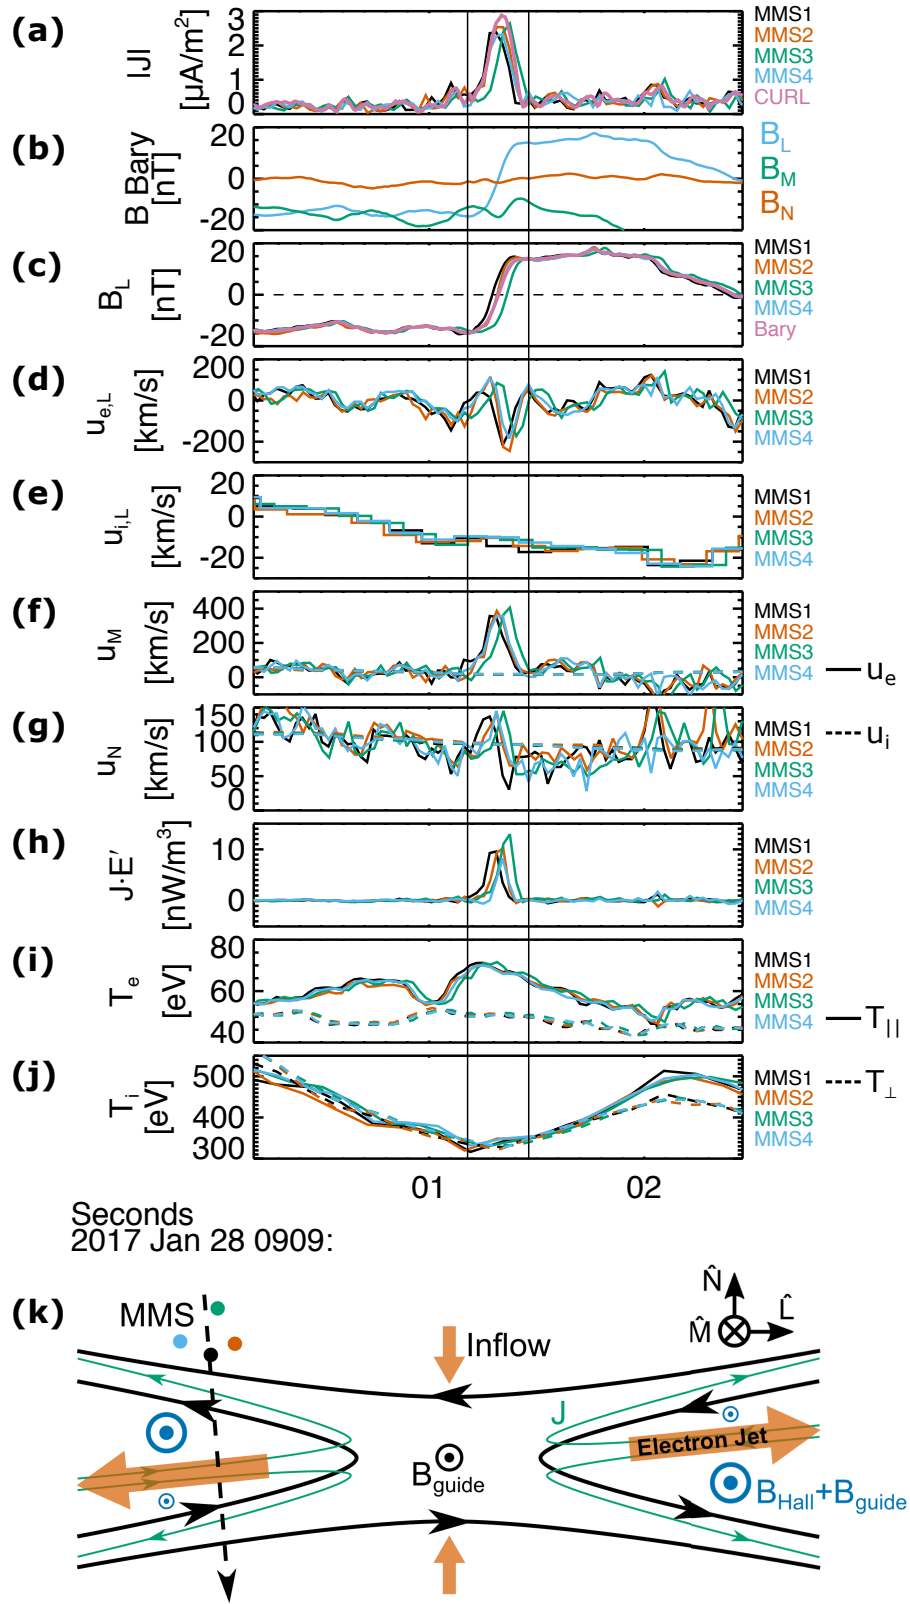 (a)
|J|
[μA/m²]
3
2
1
0
MMS1
MMS2
MMS3
MMS4
CURL
(b)
B Bary
[nT]
20
0
-20
B_L
B_M
B_N
(c)
B_L
[nT]
20
0
-20
MMS1
MMS2
MMS3
MMS4
Bary
(d)
u_e,L
[km/s]
200
0
-200
MMS1
MMS2
MMS3
MMS4
(e)
u_i,L
[km/s]
20
0
-20
MMS1
MMS2
MMS3
MMS4
(f)
u_M
[km/s]
400
200
0
MMS1
MMS2
MMS3
MMS4
u_e
(g)
u_N
[km/s]
150
100
50
0
MMS1
MMS2
MMS3
MMS4
u_i
(h)
J·E′
[nW/m³]
10
0
MMS1
MMS2
MMS3
MMS4
(i)
T_e
[eV]
80
60
40
MMS1
MMS2
MMS3
MMS4
T_||
(j)
T_i
[eV]
500
400
300
MMS1
MMS2
MMS3
MMS4
T_⊥
01
02
Seconds
2017 Jan 28 0909:
(k)
MMS
Inflow
N̂
M̂
L̂
J
Electron Jet
B_guide
B_Hall+B_guide